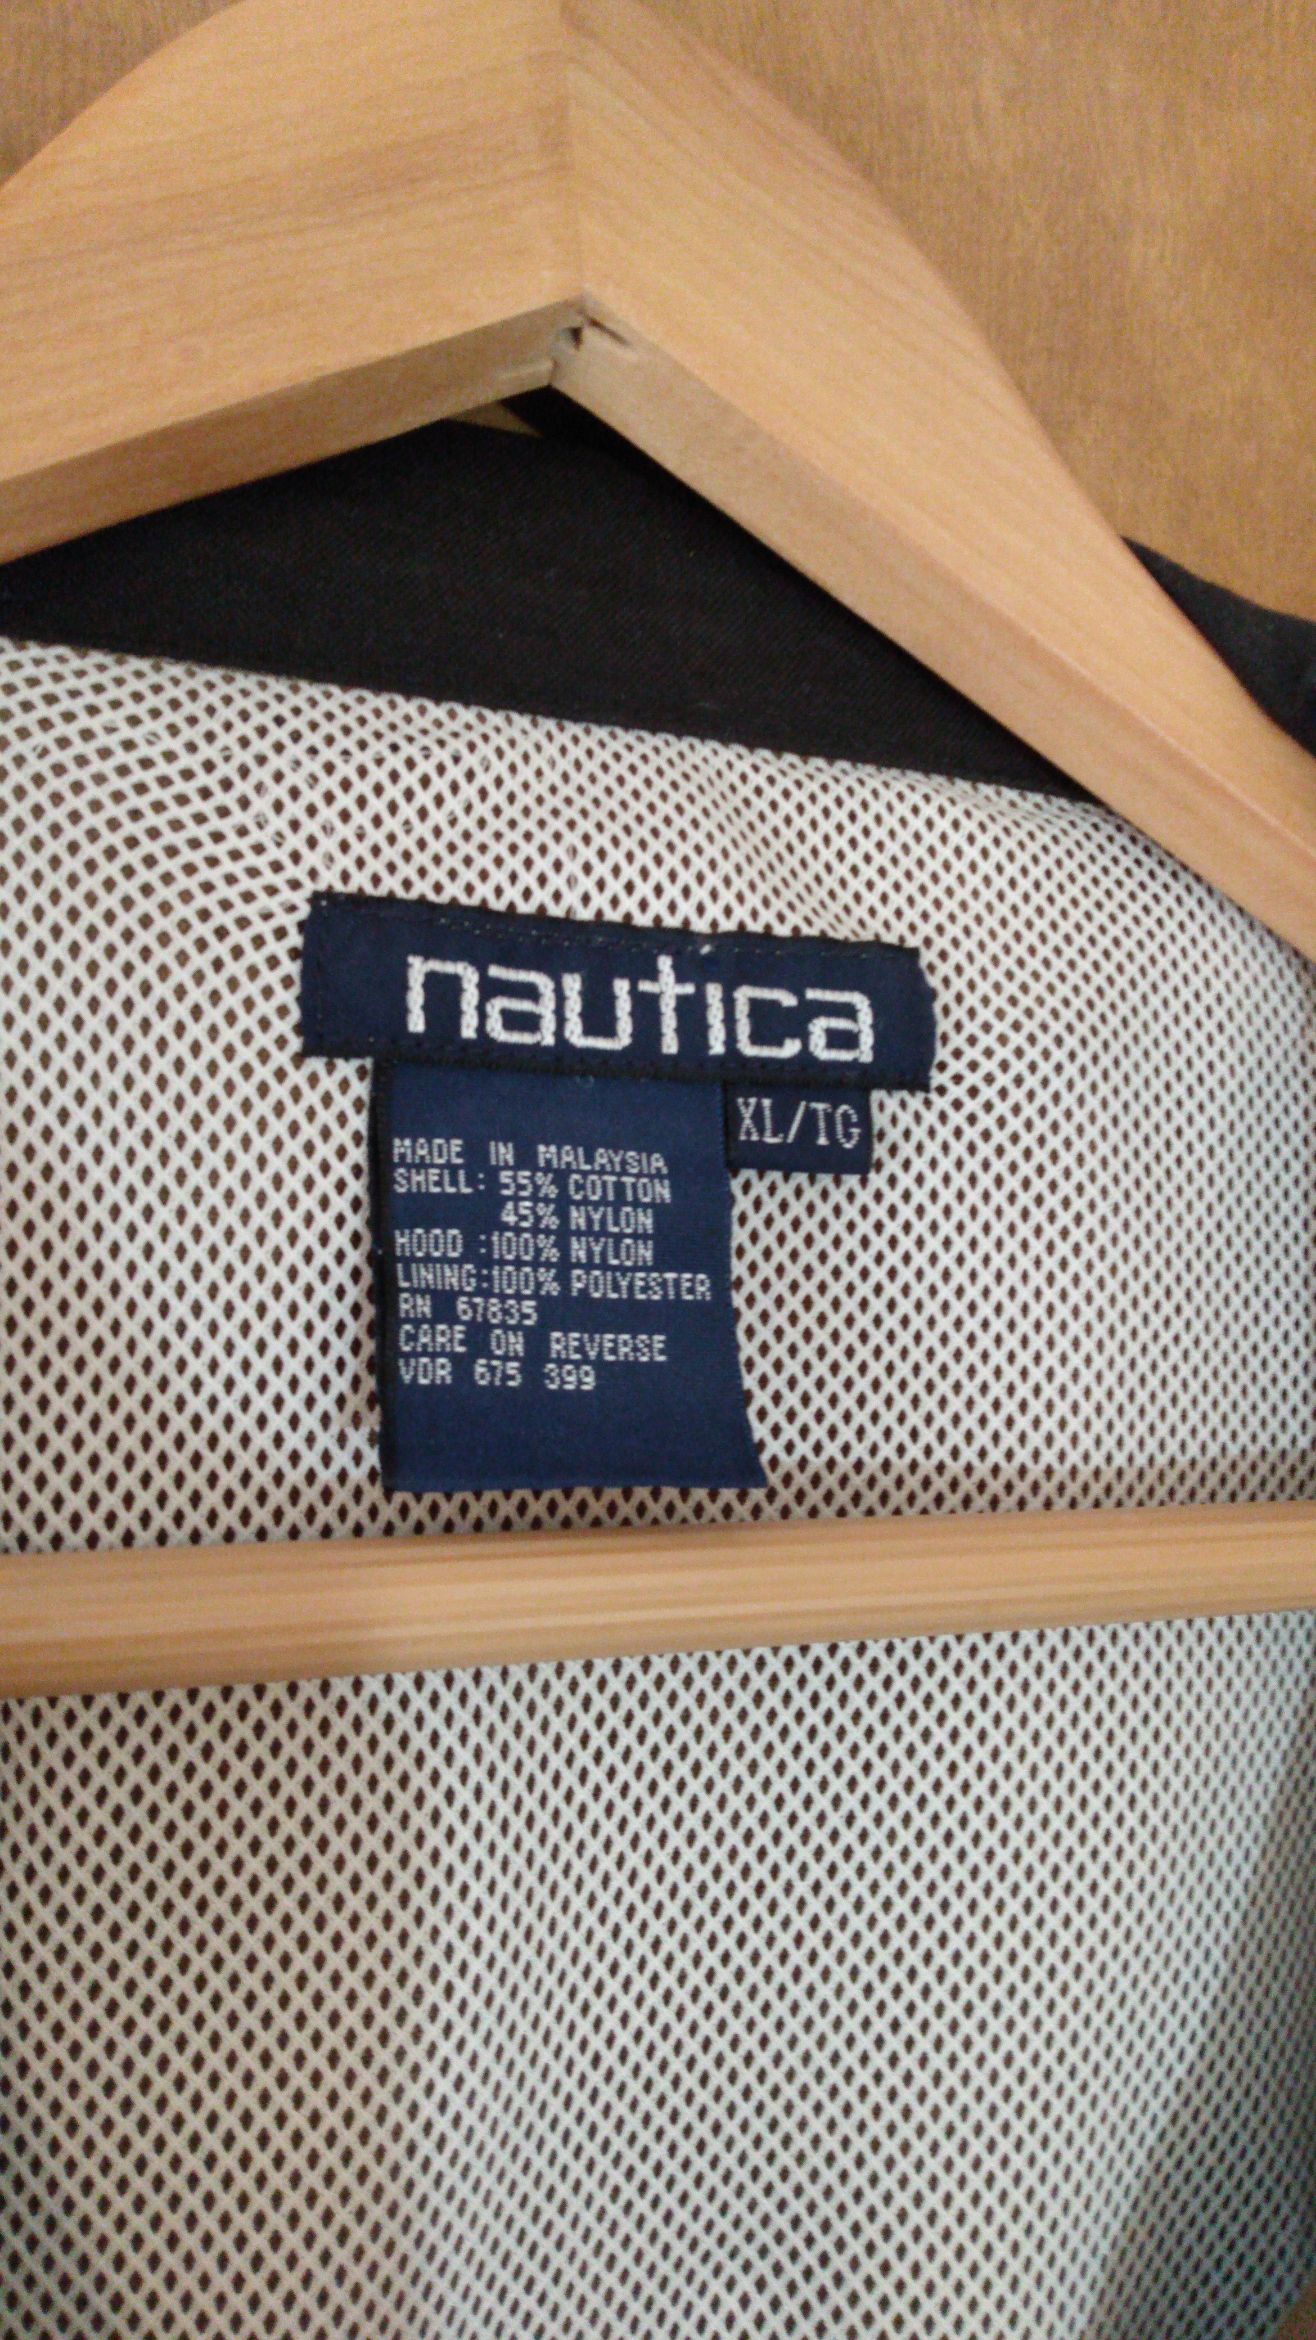 nautica
XL/TG
MADE IN MALAYSIA
SHELL: 55% COTTON
45% NYLON
HOOD :100% NYLON
LINING:100% POLYESTER
RN 67835
CARE ON REVERSE
VDR 675 399